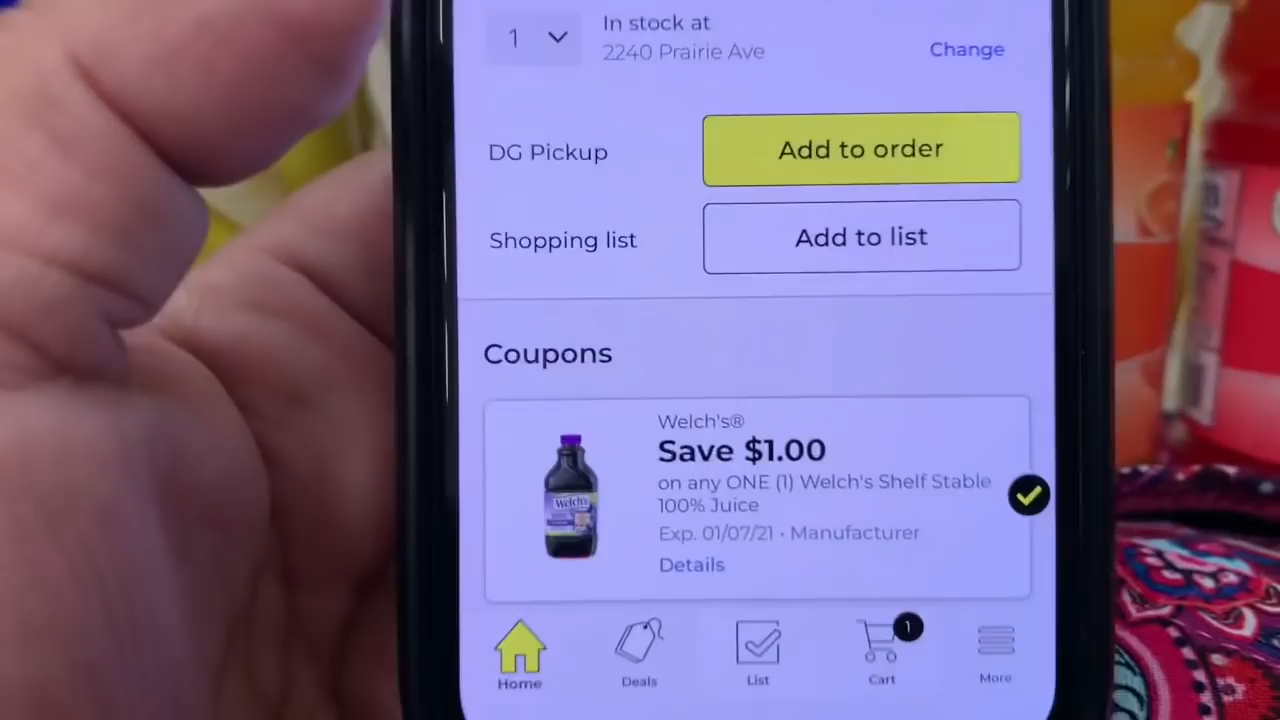 1
In stock at
2240 Prairie Ave
Change
DG Pickup
Add to order
Shopping list
Add to list
Coupons
Welch's®
Save $1.00
on any ONE (1) Welch's Shelf Stable
100% Juice
Exp. 01/07/21 · Manufacturer
Details
Welch's
1
Home
Deals
List
Cart
More